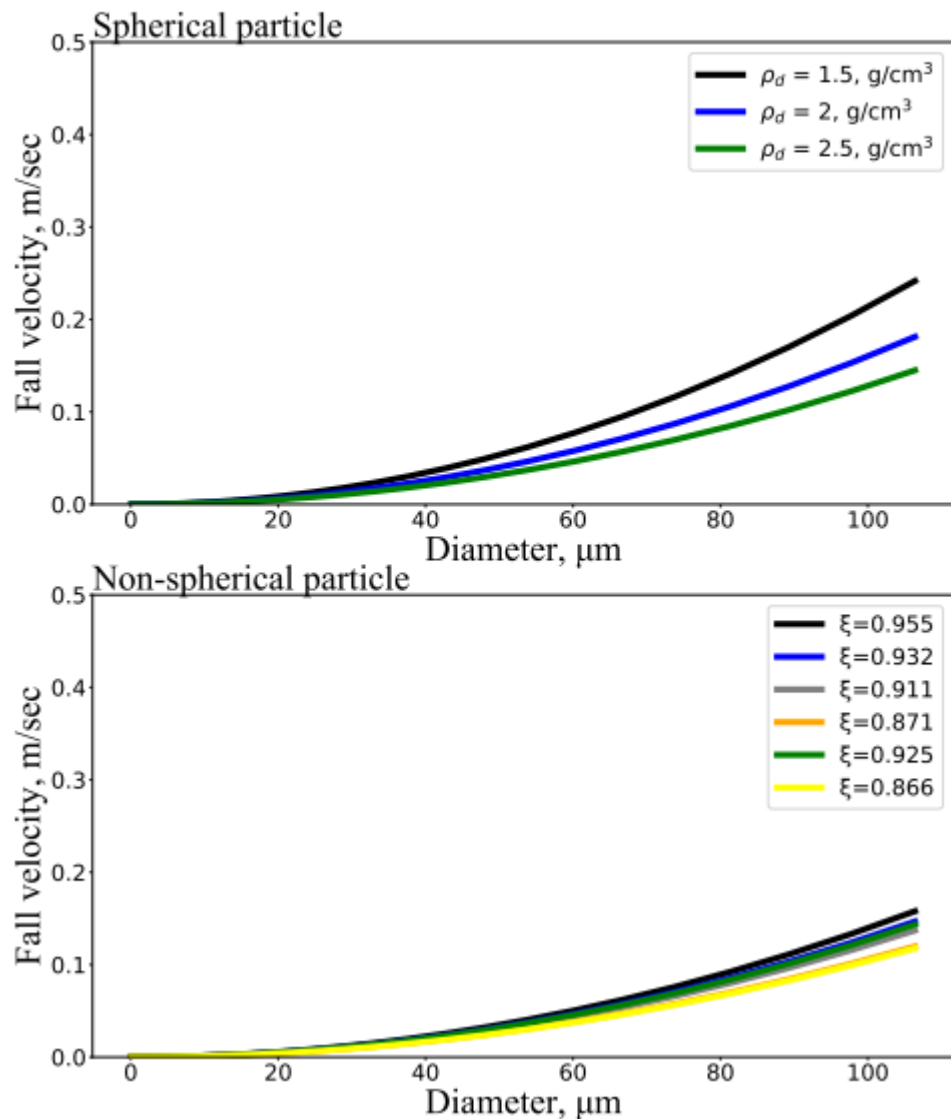 Spherical particle
0.5
0.4
0.3
0.2
0.1
0.0
Fall velocity, m/sec
ρd = 1.5, g/cm³
ρd = 2, g/cm³
ρd = 2.5, g/cm³
0 20 40 60 80 100
Diameter, μm
Non-spherical particle
0.5
0.4
0.3
0.2
0.1
0.0
Fall velocity, m/sec
ξ=0.955
ξ=0.932
ξ=0.911
ξ=0.871
ξ=0.925
ξ=0.866
0 20 40 60 80 100
Diameter, μm